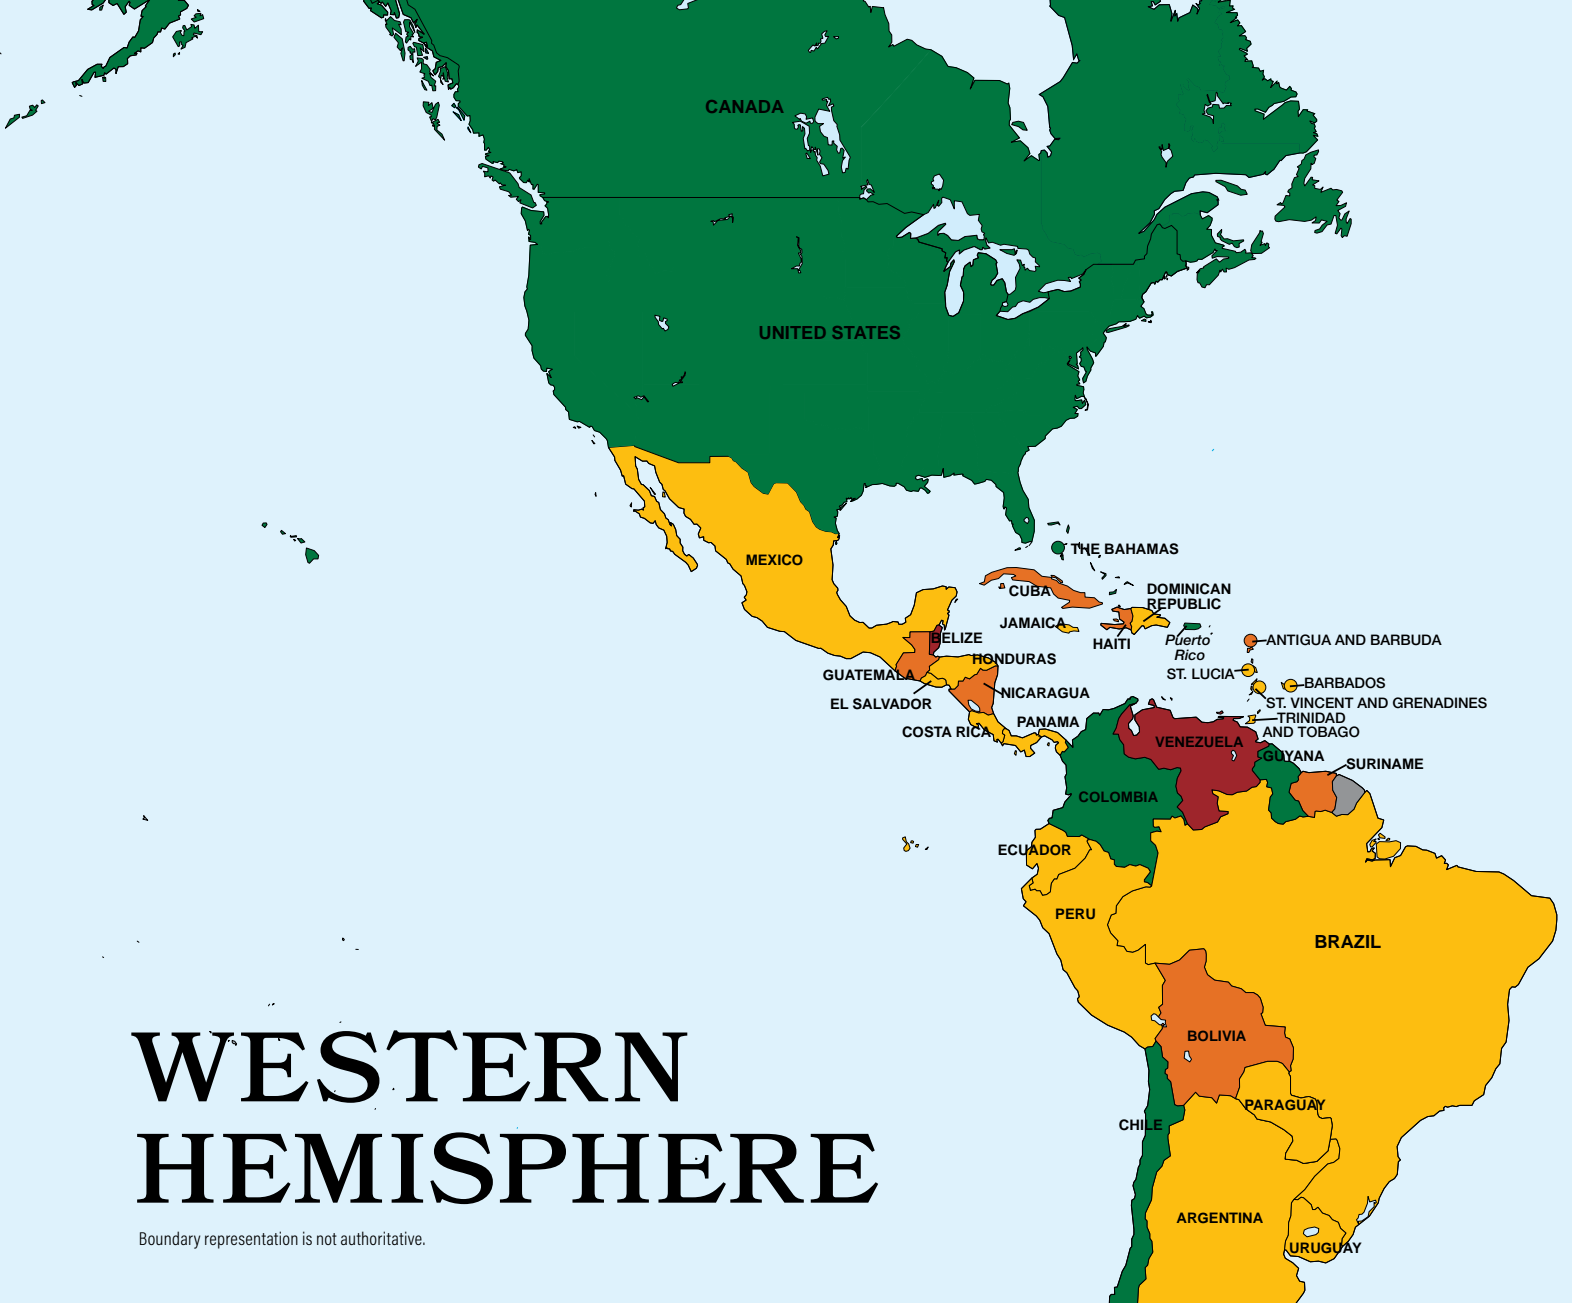 CANADA
UNITED STATES
MEXICO
THE BAHAMAS
CUBA
DOMINICAN
REPUBLIC
JAMAICA
HAITI
Puerto
Rico
BELIZE
ANTIGUA AND BARBUDA
HONDURAS
GUATEMALA
ST. LUCIA
BARBADOS
NICARAGUA
EL SALVADOR
ST. VINCENT AND GRENADINES
TRINIDAD
AND TOBAGO
PANAMA
COSTA RICA
VENEZUELA
GUYANA
SURINAME
COLOMBIA
ECUADOR
PERU
BRAZIL
BOLIVIA
PARAGUAY
CHILE
ARGENTINA
URUGUAY
WESTERN
HEMISPHERE
Boundary representation is not authoritative.